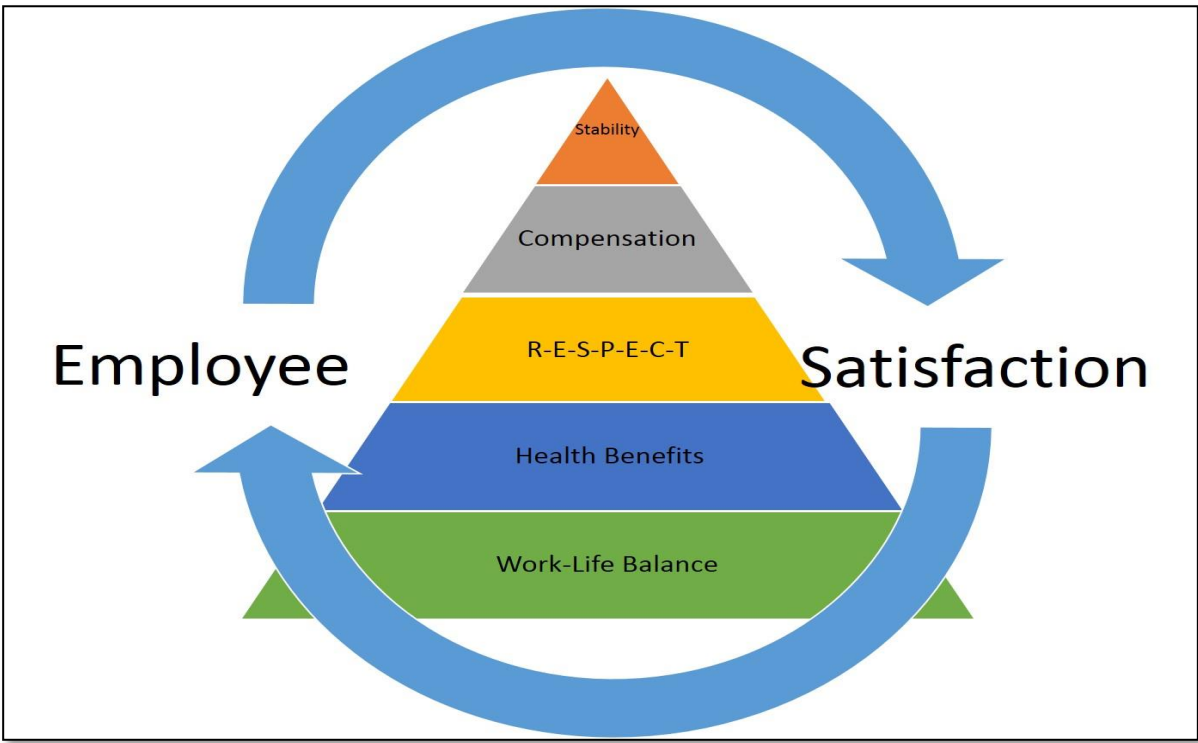 Stability
Compensation
R-E-S-P-E-C-T
Employee
Satisfaction
Health Benefits
Work-Life Balance